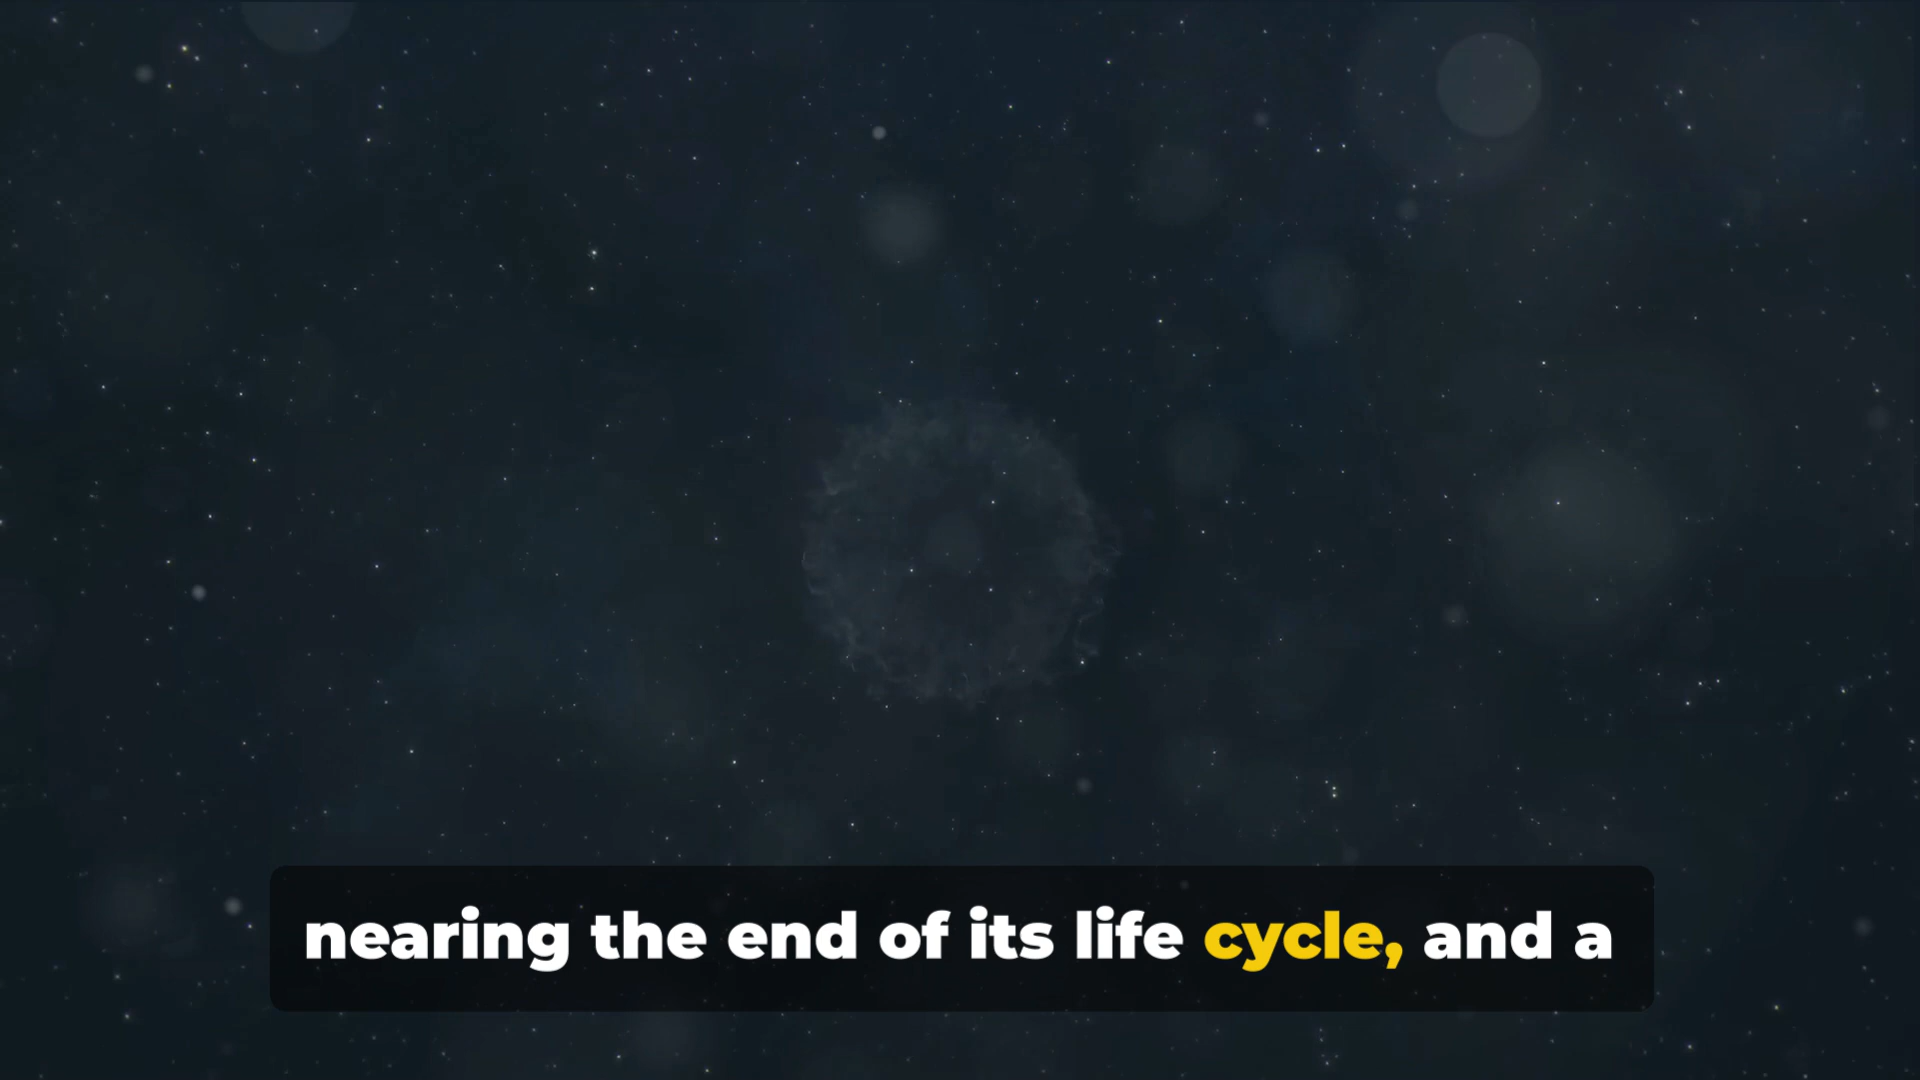 nearing the end of its life cycle, and a